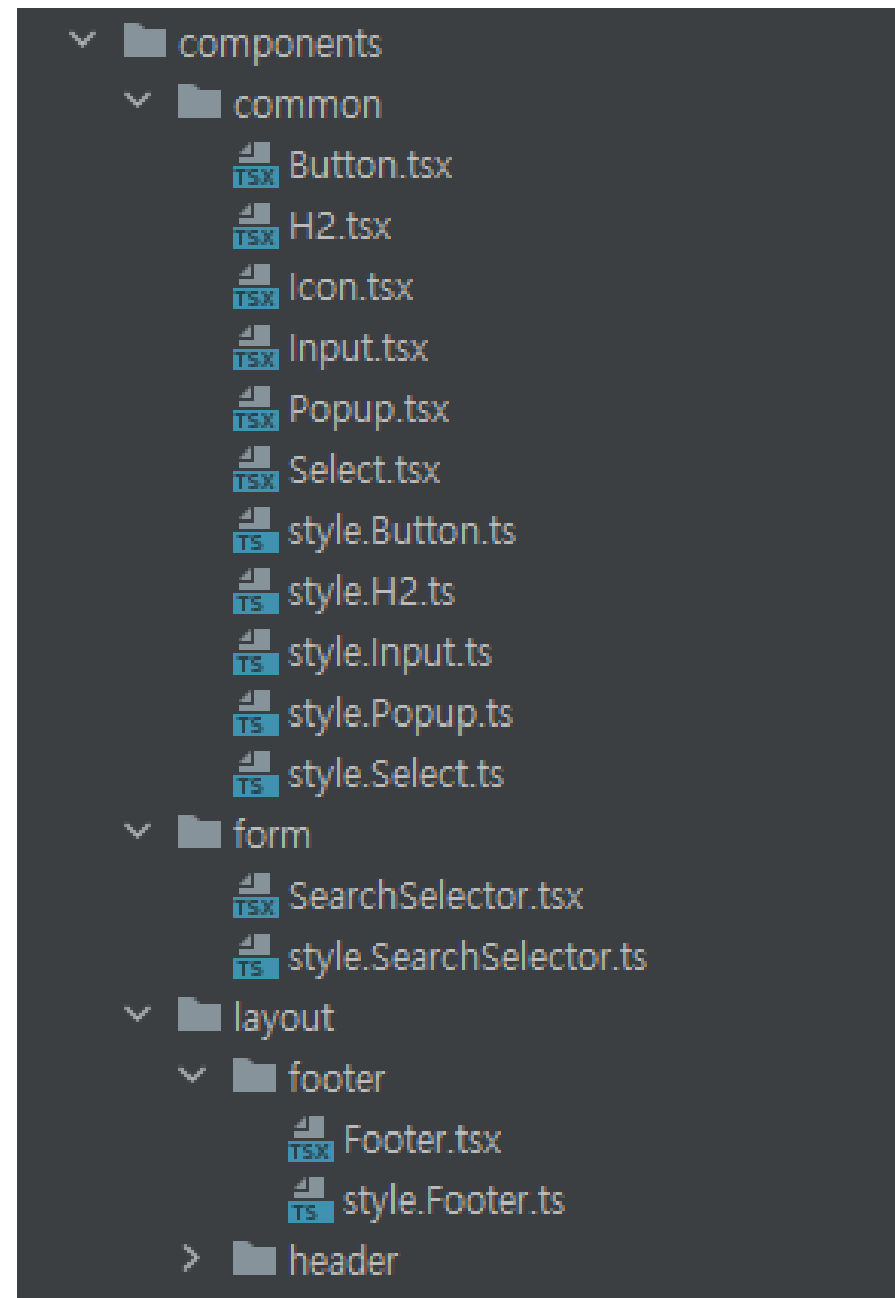 components
common
TSX Button.tsx
TSX H2.tsx
TSX Icon.tsx
TSX Input.tsx
TSX Popup.tsx
TSX Select.tsx
TS style.Button.ts
TS style.H2.ts
TS style.Input.ts
TS style.Popup.ts
TS style.Select.ts
form
TSX SearchSelector.tsx
TS style.SearchSelector.ts
layout
footer
TSX Footer.tsx
TS style.Footer.ts
header